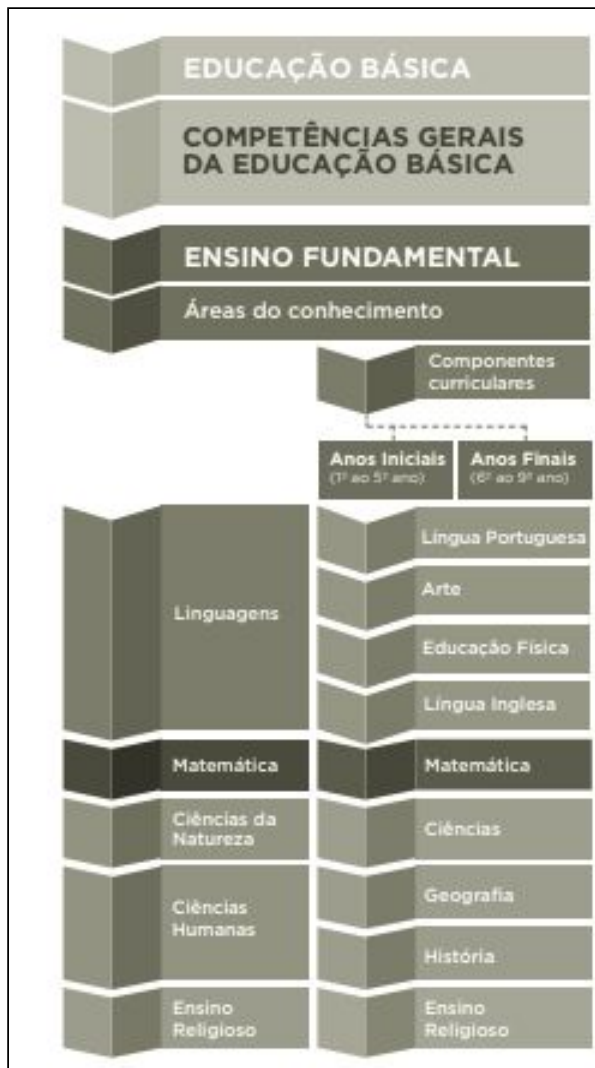 EDUCAÇÃO BÁSICA
COMPETÊNCIAS GERAIS
DA EDUCAÇÃO BÁSICA
ENSINO FUNDAMENTAL
Áreas do conhecimento
Componentes
curriculares
Anos Iniciais
(1º ao 5º ano)
Anos Finais
(6º ao 9º ano)
Linguagens
Língua Portuguesa
Arte
Educação Física
Língua Inglesa
Matemática
Matemática
Ciências da
Natureza
Ciências
Ciências
Humanas
Geografia
História
Ensino
Religioso
Ensino
Religioso